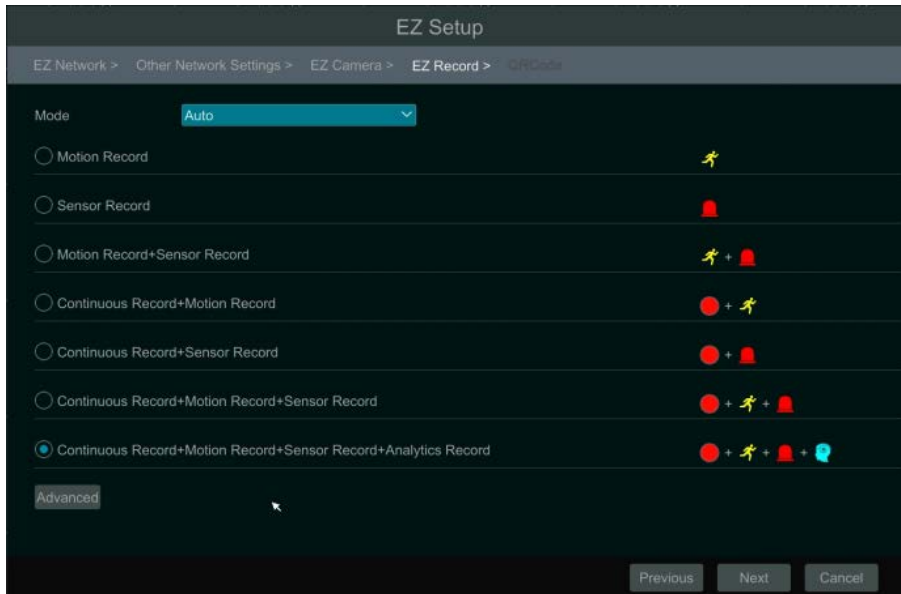 EZ Setup
EZ Network > Other Network Settings > EZ Camera > EZ Record > QRCode
Mode Auto
Motion Record
Sensor Record
Motion Record+Sensor Record +
Continuous Record+Motion Record +
Continuous Record+Sensor Record +
Continuous Record+Motion Record+Sensor Record + +
Continuous Record+Motion Record+Sensor Record+Analytics Record + + +
Advanced
Previous Next Cancel